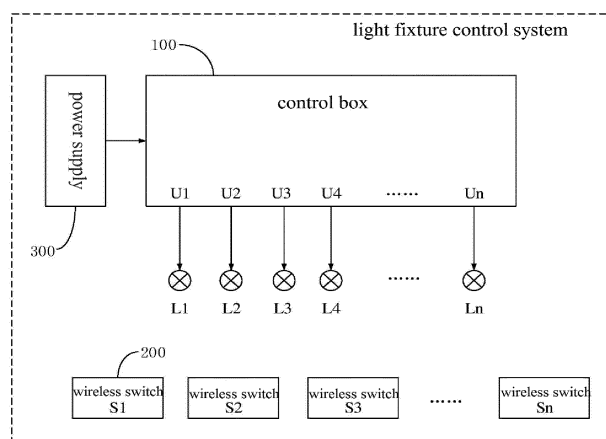 light fixture control system
100
control box
power supply
U1 U2 U3 U4 ...... Un
300
......
L1 L2 L3 L4 Ln
200
wireless switch wireless switch wireless switch wireless switch
S1 S2 S3 ...... Sn